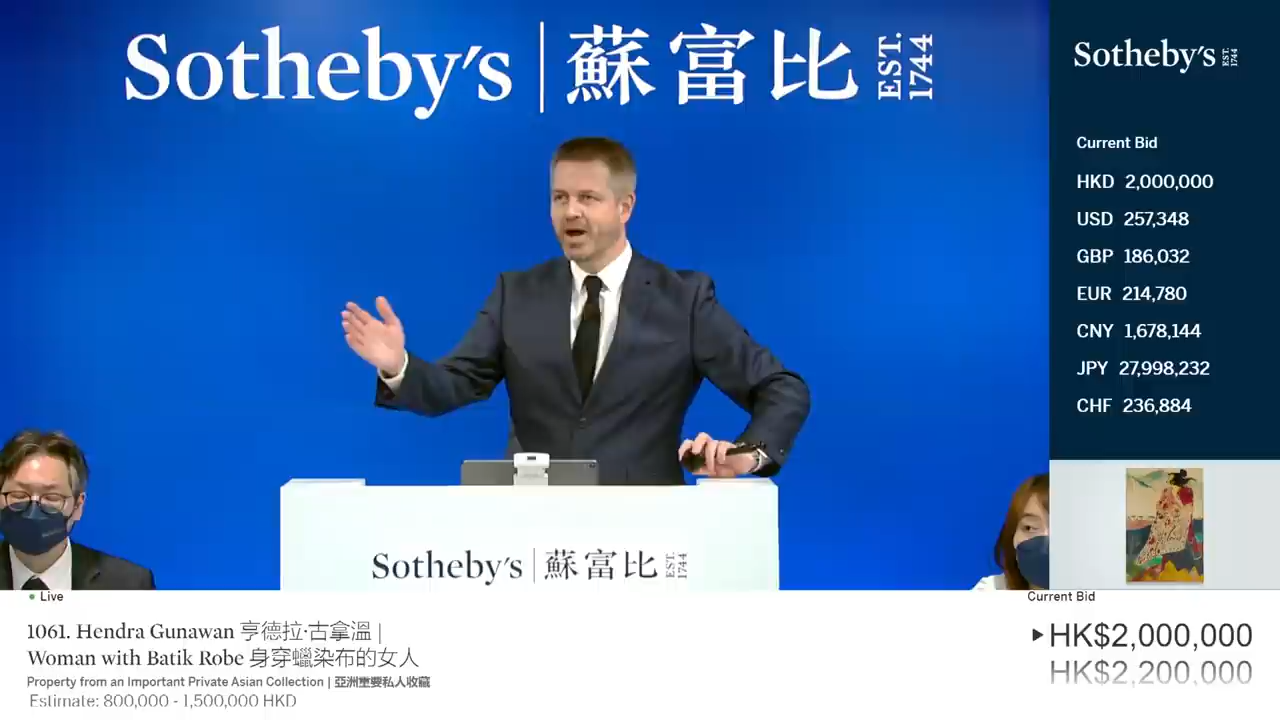 Sotheby's | 蘇富比 EST. 1744
Sotheby's EST. 1744
Current Bid
HKD 2,000,000
USD 257,348
GBP 186,032
EUR 214,780
CNY 1,678,144
JPY 27,998,232
CHF 236,884
Sotheby's | 蘇富比 EST. 1744
Live
1061. Hendra Gunawan 亨德拉·古拿溫 |
Woman with Batik Robe 身穿蠟染布的女人
Property from an Important Private Asian Collection | 亞洲重要私人收藏
Estimate: 800,000 - 1,500,000 HKD
Current Bid
HK$2,000,000
HK$2,200,000